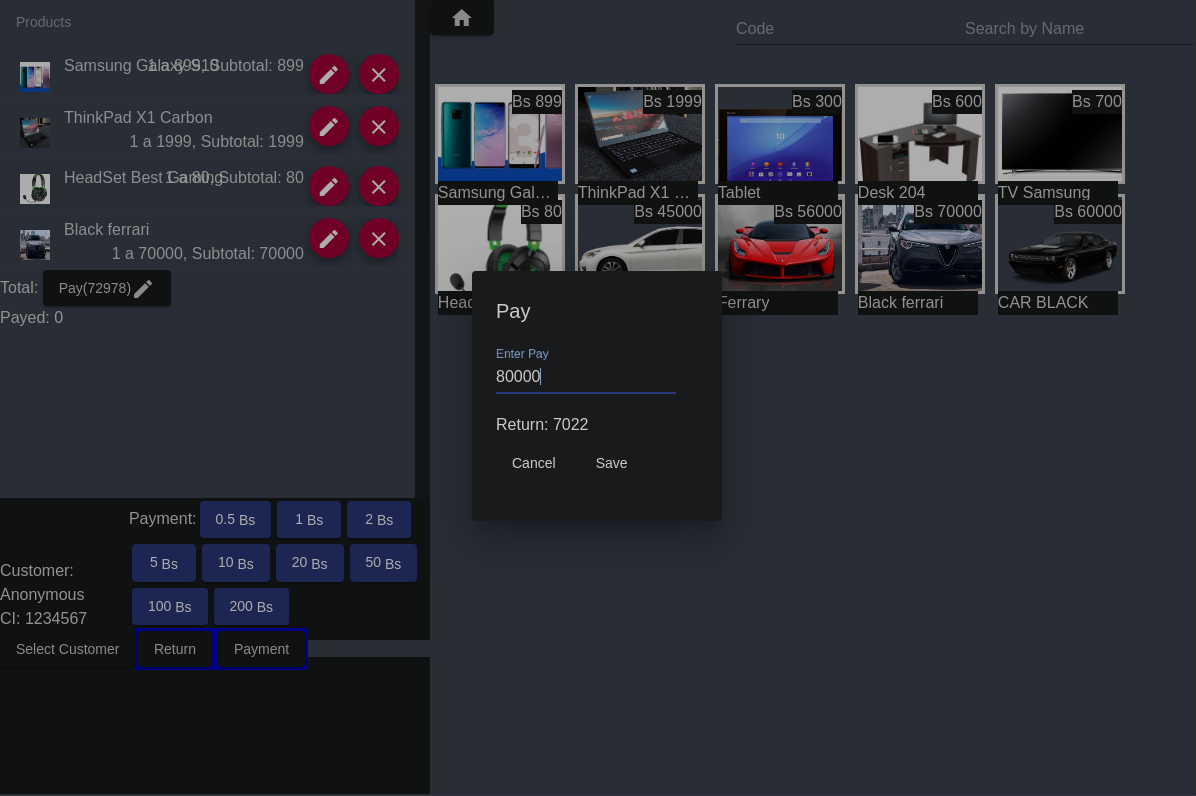 Products
Samsung Galaxy S10
1 a 899, Subtotal: 899
ThinkPad X1 Carbon
1 a 1999, Subtotal: 1999
HeadSet Best Gaming
1 a 80, Subtotal: 80
Black ferrari
1 a 70000, Subtotal: 70000
Total: Pay(72978)
Payed: 0
Payment: 0.5 Bs 1 Bs 2 Bs
5 Bs 10 Bs 20 Bs 50 Bs
100 Bs 200 Bs
Customer:
Anonymous
CI: 1234567
Select Customer Return Payment
Code Search by Name
Bs 899 Bs 1999 Bs 300 Bs 600 Bs 700
Samsung Gal... ThinkPad X1 ... Tablet Desk 204 TV Samsung
Bs 80 Bs 45000 Bs 56000 Bs 70000 Bs 60000
Head Ferrary Black ferrari CAR BLACK
Pay
Enter Pay
80000
Return: 7022
Cancel Save